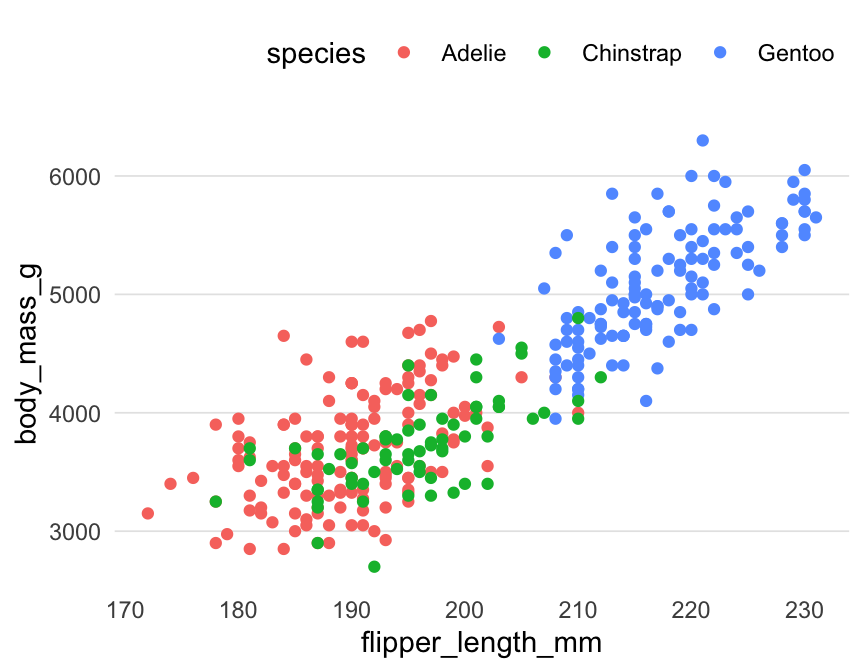 species Adelie Chinstrap Gentoo
6000
5000
4000
3000
body_mass_g
170 180 190 200 210 220 230
flipper_length_mm